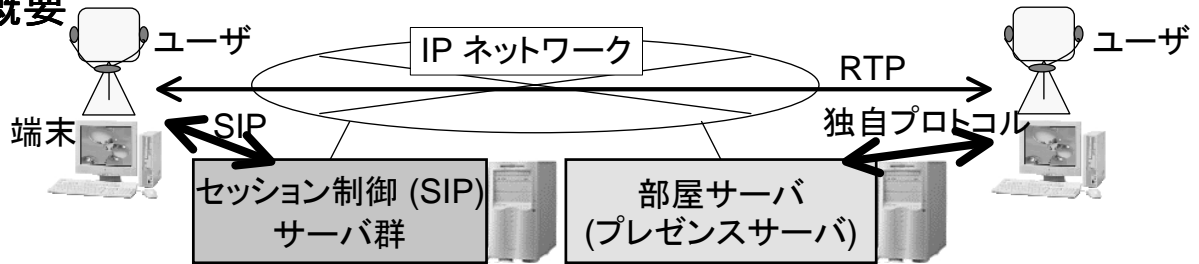 概要
ユーザ
IP ネットワーク
RTP
ユーザ
端末
SIP
独自プロトコル
セッション制御 (SIP)
サーバ群
部屋サーバ
(プレゼンスサーバ)